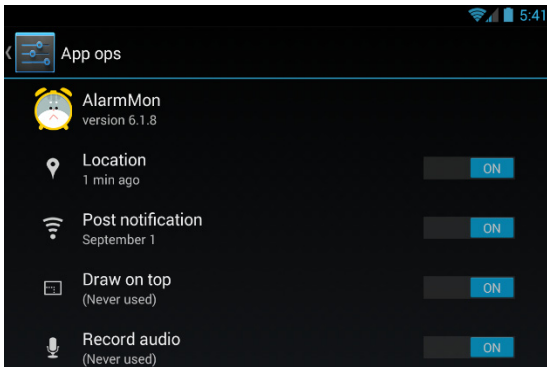 5:41
App ops
AlarmMon
version 6.1.8
Location
1 min ago
ON
Post notification
September 1
ON
Draw on top
(Never used)
ON
Record audio
(Never used)
ON